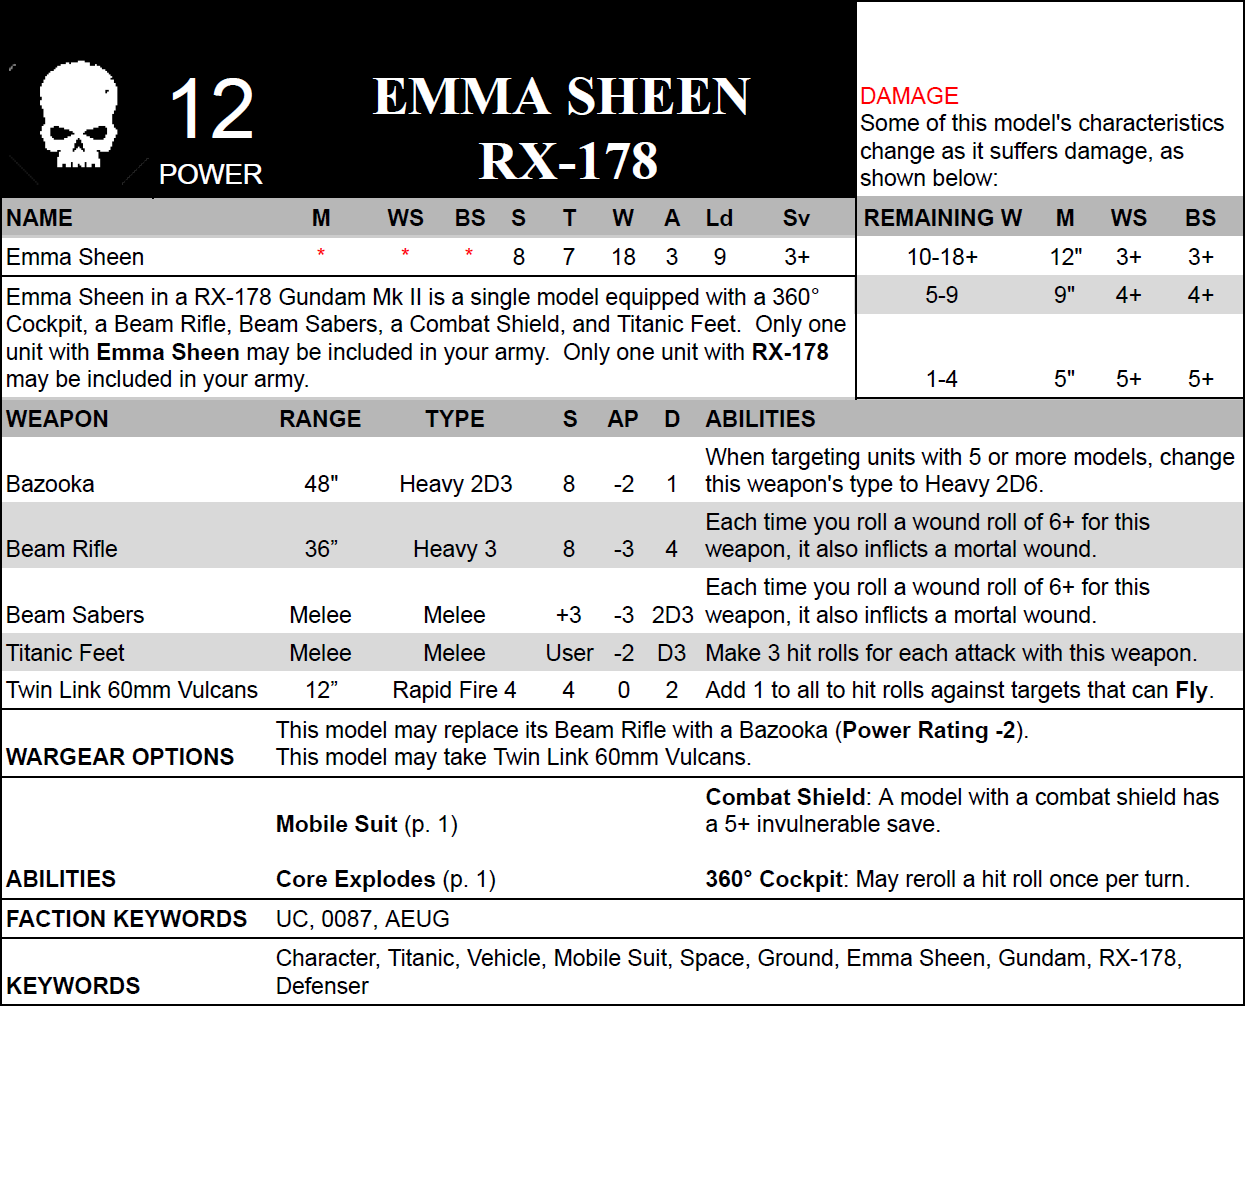 12
POWER
EMMA SHEEN
RX-178
DAMAGE
Some of this model's characteristics
change as it suffers damage, as
shown below:
NAME M WS BS S T W A Ld Sv
Emma Sheen * * * 8 7 18 3 9 3+
REMAINING W M WS BS
10-18+ 12" 3+ 3+
5-9 9" 4+ 4+
1-4 5" 5+ 5+
Emma Sheen in a RX-178 Gundam Mk II is a single model equipped with a 360°
Cockpit, a Beam Rifle, Beam Sabers, a Combat Shield, and Titanic Feet.  Only one
unit with Emma Sheen may be included in your army.  Only one unit with RX-178
may be included in your army.
WEAPON RANGE TYPE S AP D ABILITIES
When targeting units with 5 or more models, change
Bazooka 48" Heavy 2D3 8 -2 1 this weapon's type to Heavy 2D6.
Each time you roll a wound roll of 6+ for this
Beam Rifle 36” Heavy 3 8 -3 4 weapon, it also inflicts a mortal wound.
Each time you roll a wound roll of 6+ for this
Beam Sabers Melee Melee +3 -3 2D3 weapon, it also inflicts a mortal wound.
Titanic Feet Melee Melee User -2 D3 Make 3 hit rolls for each attack with this weapon.
Twin Link 60mm Vulcans 12” Rapid Fire 4 4 0 2 Add 1 to all to hit rolls against targets that can Fly.
This model may replace its Beam Rifle with a Bazooka (Power Rating -2).
WARGEAR OPTIONS This model may take Twin Link 60mm Vulcans.
Combat Shield: A model with a combat shield has
Mobile Suit (p. 1) a 5+ invulnerable save.
ABILITIES Core Explodes (p. 1) 360° Cockpit: May reroll a hit roll once per turn.
FACTION KEYWORDS UC, 0087, AEUG
Character, Titanic, Vehicle, Mobile Suit, Space, Ground, Emma Sheen, Gundam, RX-178,
KEYWORDS Defenser